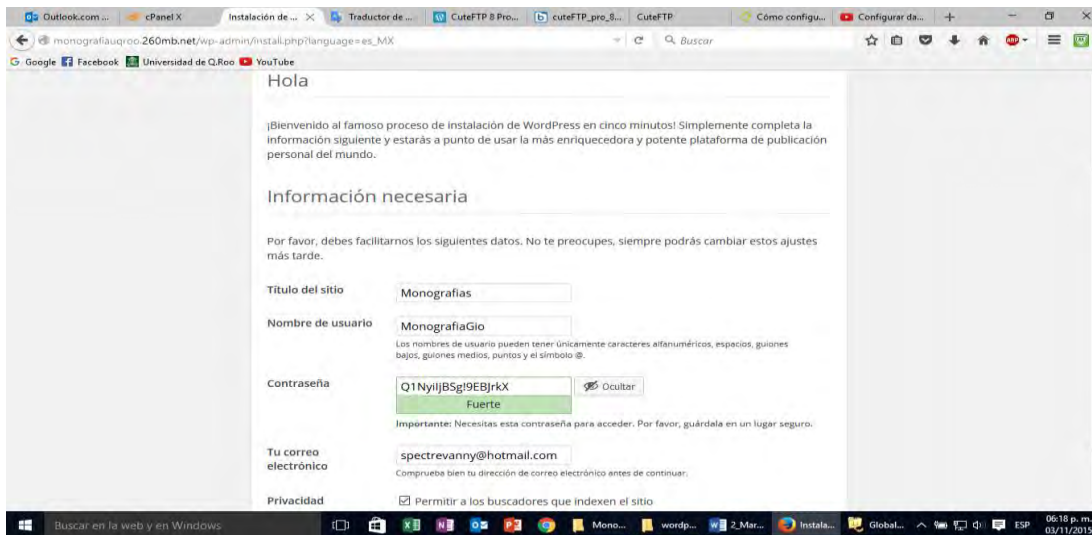 Outlook.com ... cPanel X Instalación de ... Traductor de ... CuteFTP 8 Pro... cuteFTP_pro_8... CuteFTP Cómo configu... Configurar da...
monografiauqroo.260mb.net/wp-admin/install.php?language=es_MX Buscar
Google Facebook Universidad de Q.Roo YouTube
Hola
¡Bienvenido al famoso proceso de instalación de WordPress en cinco minutos! Simplemente completa la
información siguiente y estarás a punto de usar la más enriquecedora y potente plataforma de publicación
personal del mundo.
Información necesaria
Por favor, debes facilitarnos los siguientes datos. No te preocupes, siempre podrás cambiar estos ajustes
más tarde.
Título del sitio Monografias
Nombre de usuario MonografiaGio
Los nombres de usuario pueden tener únicamente caracteres alfanuméricos, espacios, guiones
bajos, guiones medios, puntos y el símbolo @.
Contraseña Q1NyiIjBSg!9EBJrkX Ocultar
Fuerte
Importante: Necesitas esta contraseña para acceder. Por favor, guárdala en un lugar seguro.
Tu correo
electrónico spectrevanny@hotmail.com
Comprueba bien tu dirección de correo electrónico antes de continuar.
Privacidad Permitir a los buscadores que indexen el sitio
Buscar en la web y en Windows Mono... wordp... 2_Mar... Instala... Global... ESP 06:18 p. m.
03/11/2015